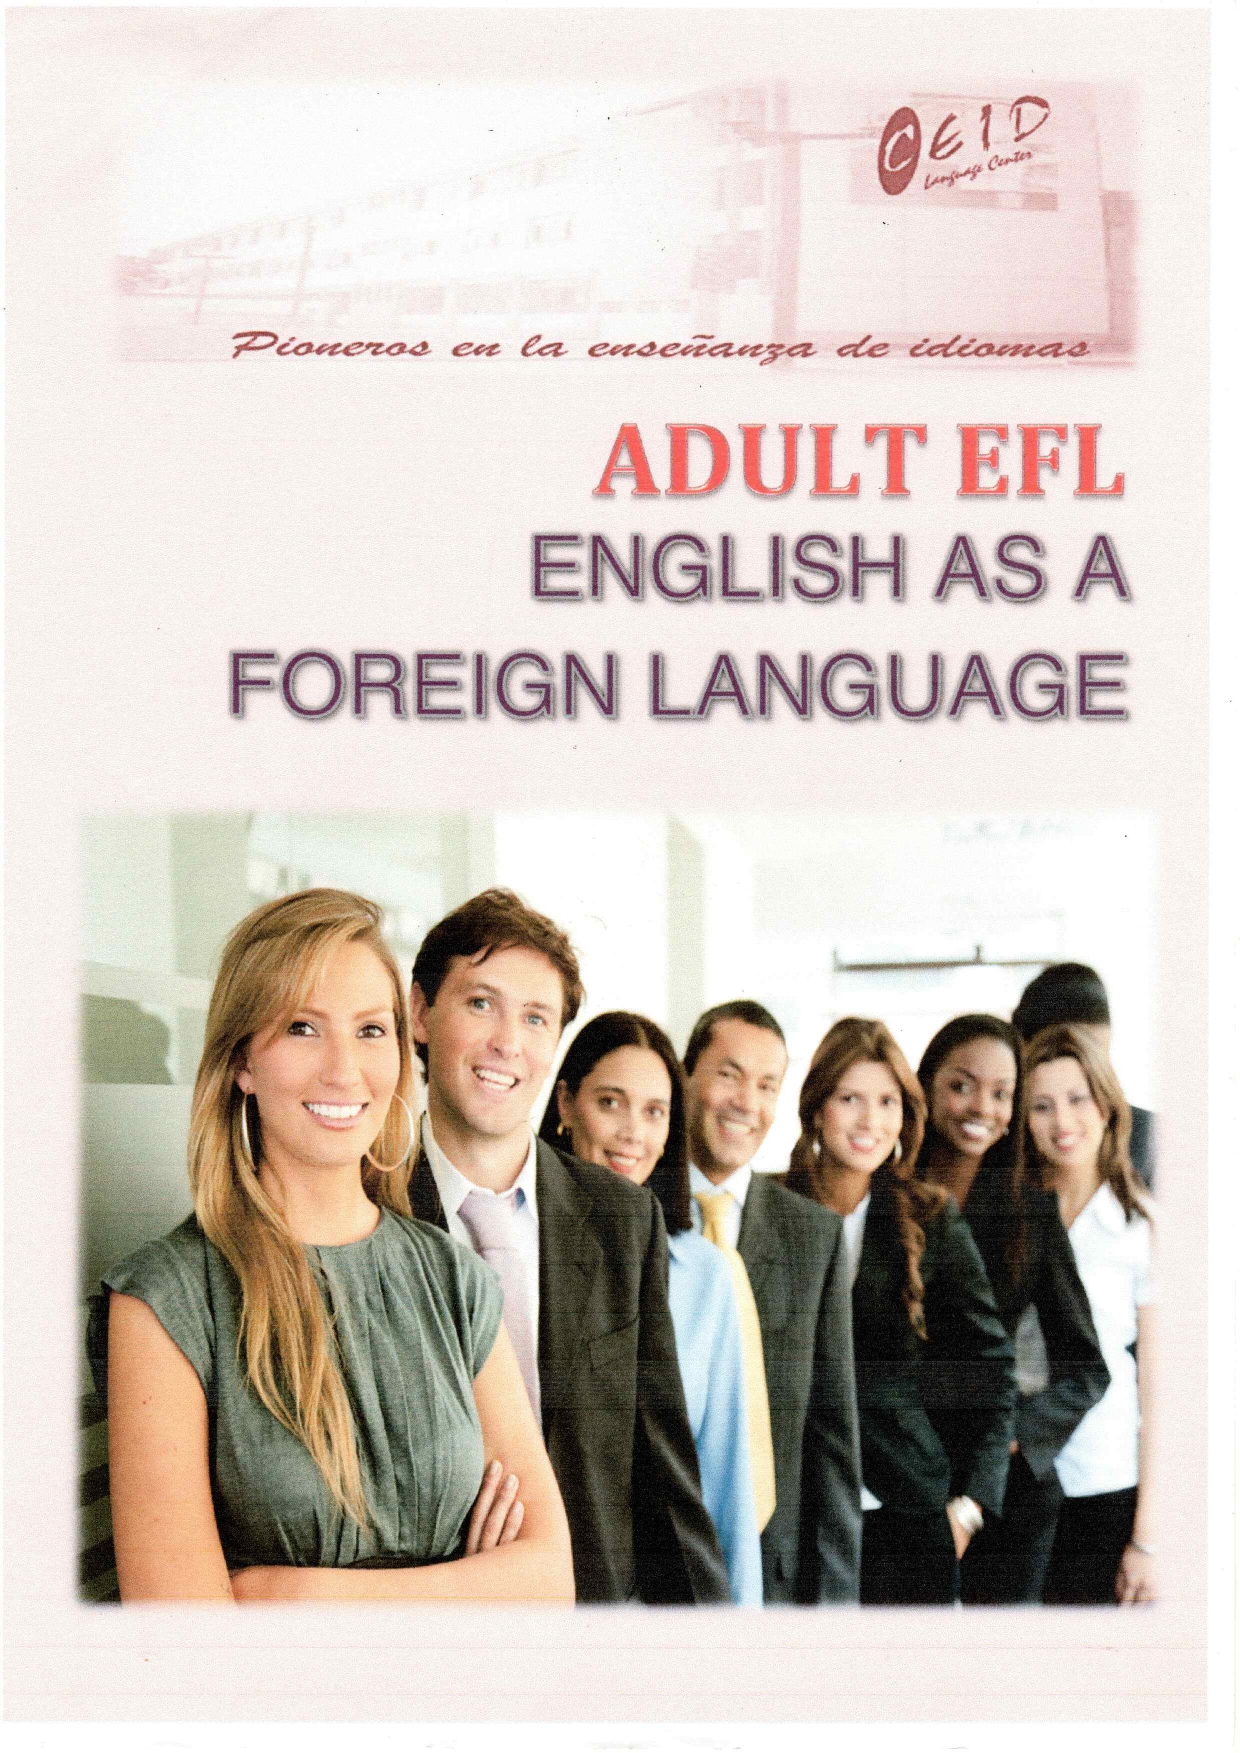 CEID
Language Center
Pioneros en la enseñanza de idiomas
ADULT EFL
ENGLISH AS A
FOREIGN LANGUAGE